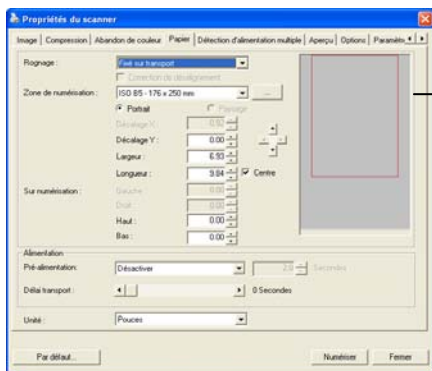 Propriétés du scanner
Image Compression Abandon de couleur Papier Détection d'alimentation multiple Aperçu Options Paramètr
Rognage : Fixé sur transport
Correction de désalignement
Zone de numérisation : ISO B5 - 176 x 250 mm ...
Portrait Paysage
Décalage X : 0.92
Décalage Y : 0.00
Largeur : 6.93
Longueur : 9.84 Centre
Sur numérisation : Gauche : 0.00
Droit : 0.00
Haut : 0.00
Bas : 0.00
Alimentation
Pré-alimentation: Désactiver 2.0 Secondes
Délai transport : 0 Secondes
Unité : Pouces
Par défaut... Numériser Fermer